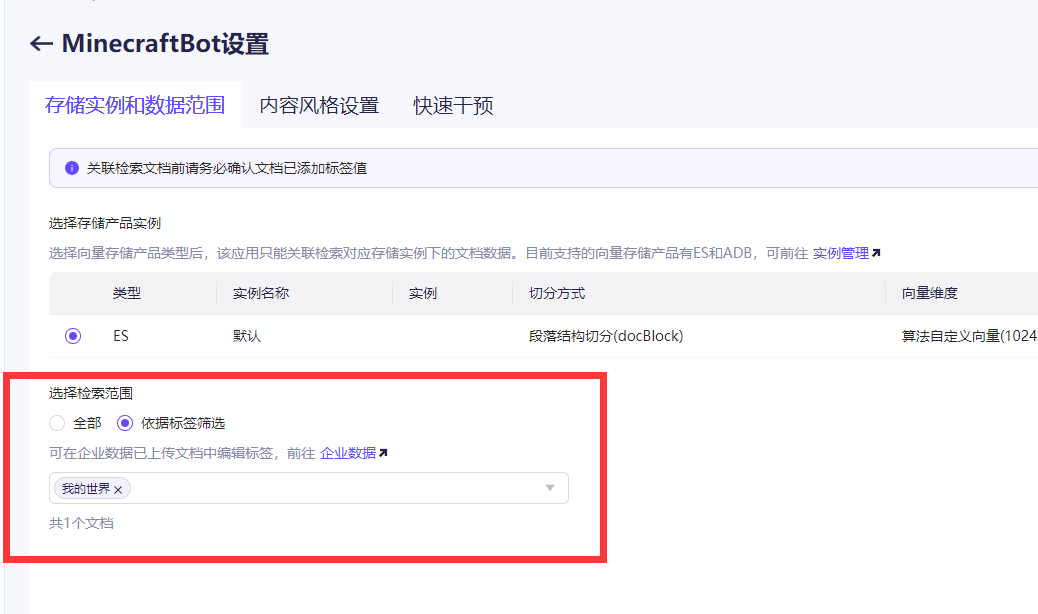 MinecraftBot设置
存储实例和数据范围 内容风格设置 快速干预
关联检索文档前请务必确认文档已添加标签值
选择存储产品实例
选择向量存储产品类型后，该应用只能关联检索对应存储实例下的文档数据。目前支持的向量存储产品有ES和ADB，可前往 实例管理
类型 实例名称 实例 切分方式 向量维度
ES 默认 段落结构切分(docBlock) 算法自定义向量(1024)
选择检索范围
全部 依据标签筛选
可在企业数据已上传文档中编辑标签，前往 企业数据
我的世界
共1个文档